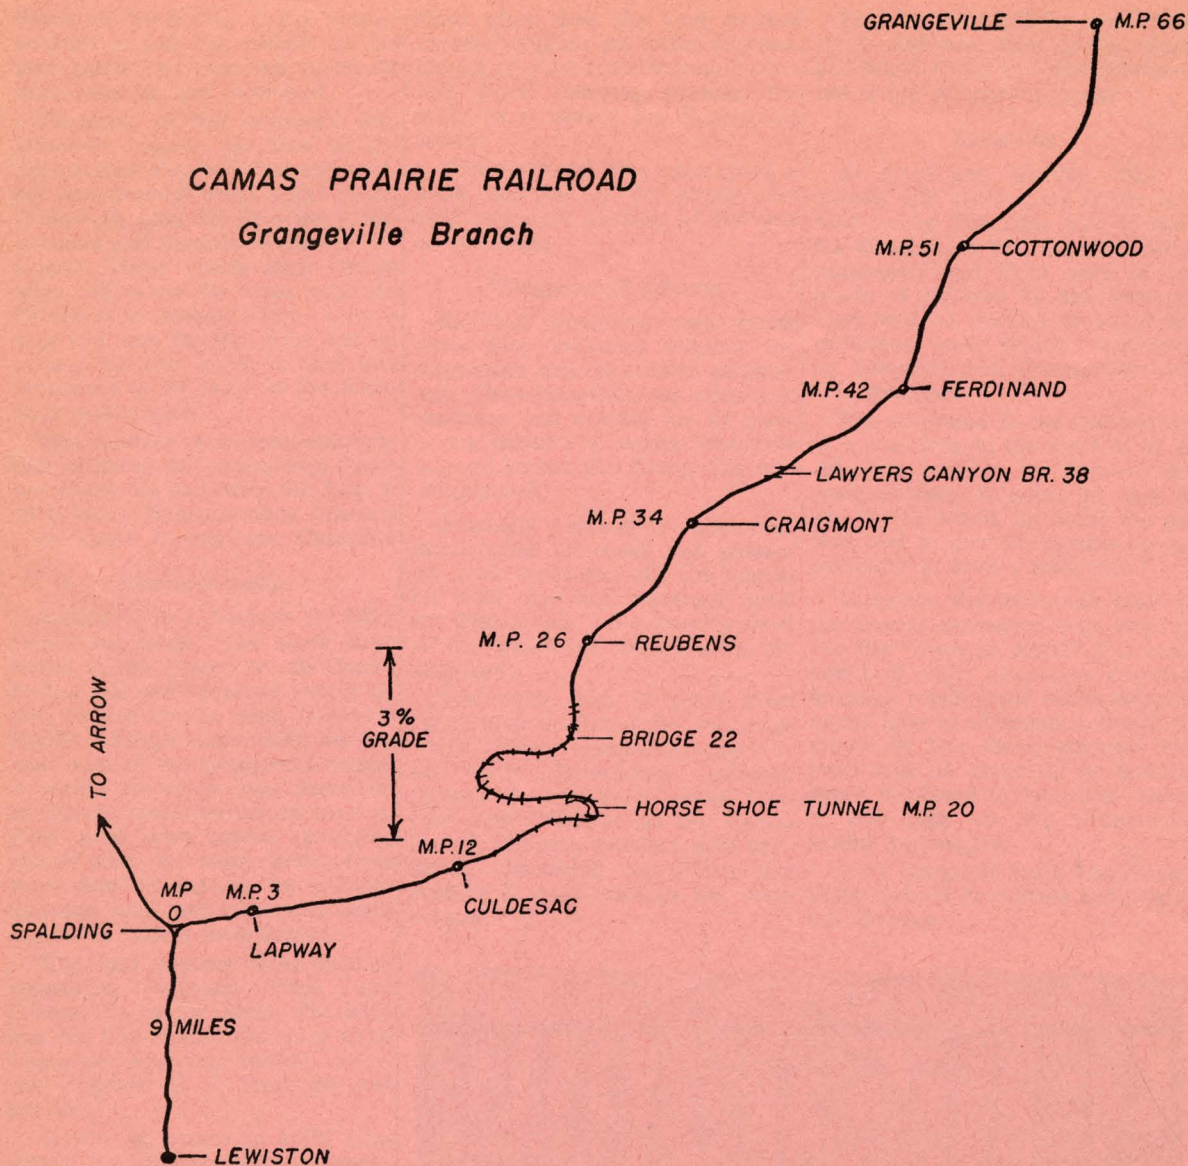 GRANGEVILLE
M.P. 66
CAMAS PRAIRIE RAILROAD
Grangeville Branch
M.P. 51
COTTONWOOD
M.P. 42
FERDINAND
LAWYERS CANYON BR. 38
M.P. 34
CRAIGMONT
M.P. 26
REUBENS
TO ARROW
3%
GRADE
BRIDGE 22
HORSE SHOE TUNNEL M.P. 20
M.P. 12
CULDESAC
M.P
0
M.P. 3
SPALDING
LAPWAY
9 MILES
LEWISTON